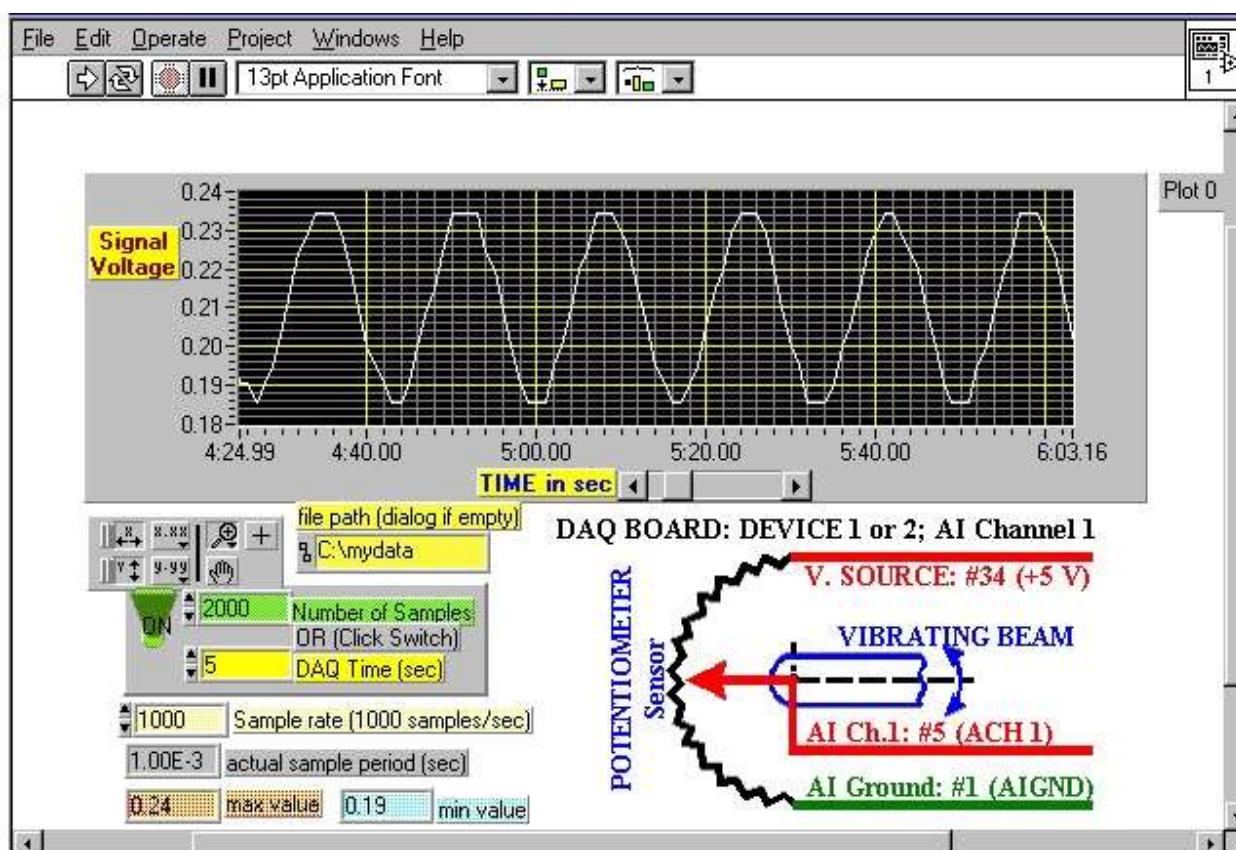 File Edit Operate Project Windows Help
13pt Application Font
1
Plot 0
Signal
Voltage
0.24
0.23
0.22
0.21
0.20
0.19
0.18
4:24.99 4:40.00 5:00.00 5:20.00 5:40.00 6:03.16
TIME in sec
file path (dialog if empty)
C:\mydata
X
X.XX
Y
Y.YY
ON
2000 Number of Samples
OR (Click Switch)
5 DAQ Time (sec)
1000 Sample rate (1000 samples/sec)
1.00E-3 actual sample period (sec)
0.24 max value 0.19 min value
DAQ BOARD: DEVICE 1 or 2; AI Channel 1
V. SOURCE: #34 (+5 V)
POTENTIOMETER
Sensor
VIBRATING BEAM
AI Ch.1: #5 (ACH 1)
AI Ground: #1 (AIGND)